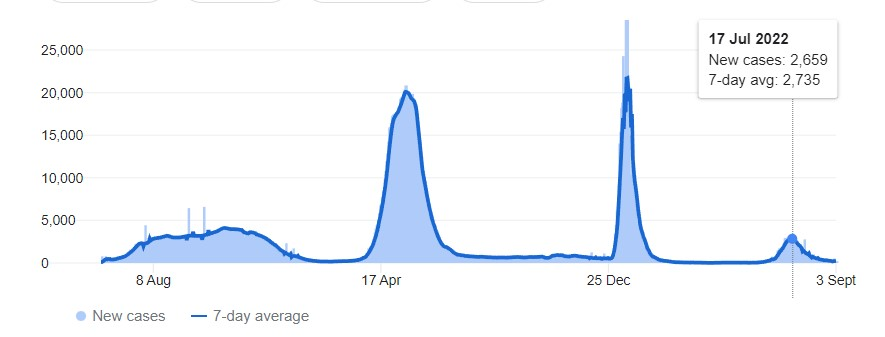 25,000
20,000
15,000
10,000
5,000
0
17 Jul 2022
New cases: 2,659
7-day avg: 2,735
8 Aug 17 Apr 25 Dec 3 Sept
New cases 7-day average